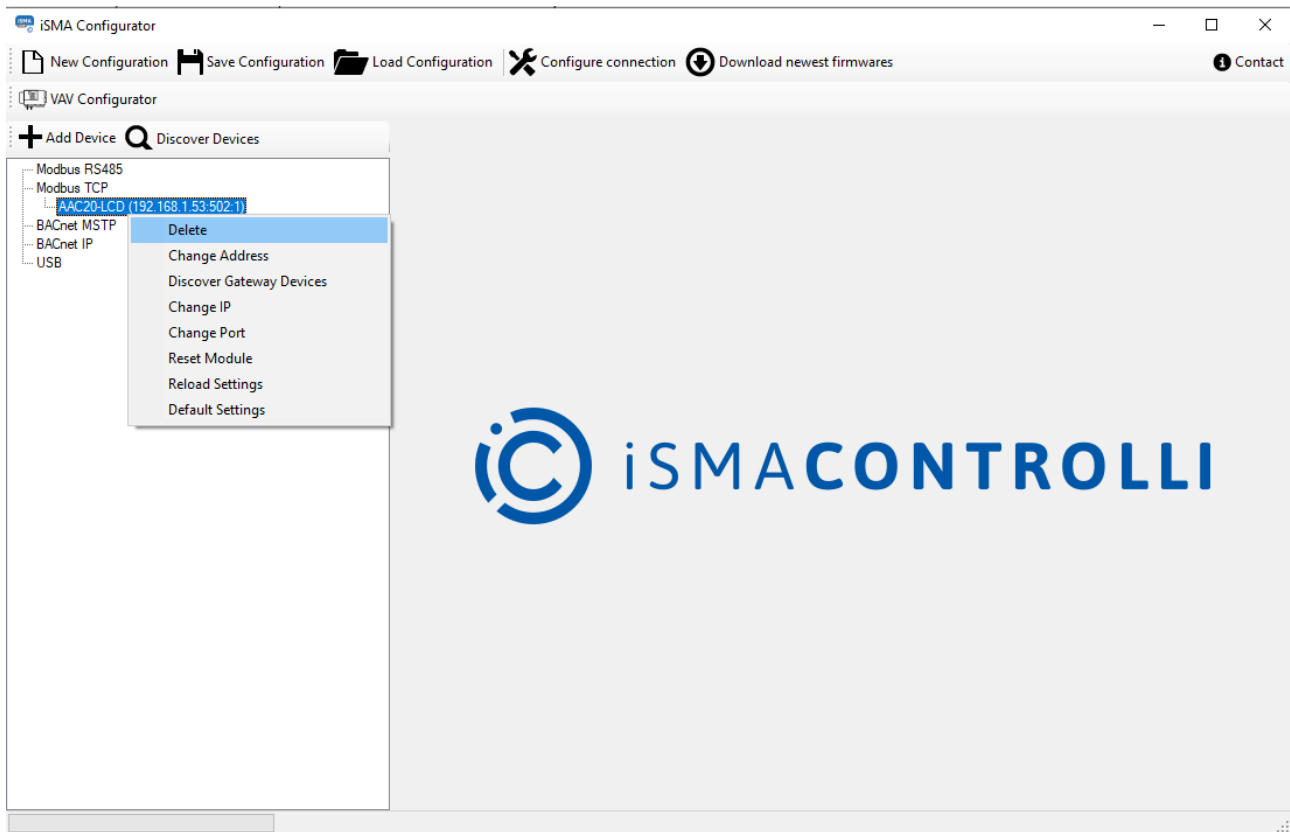 iSMA Configurator
New Configuration Save Configuration Load Configuration Configure connection Download newest firmwares Contact
VAV Configurator
Add Device Discover Devices
Modbus RS485
Modbus TCP
AAC20-LCD (192.168.1.53:502:1)
BACnet MSTP
BACnet IP
USB
Delete
Change Address
Discover Gateway Devices
Change IP
Change Port
Reset Module
Reload Settings
Default Settings
iSMACONTROLLI